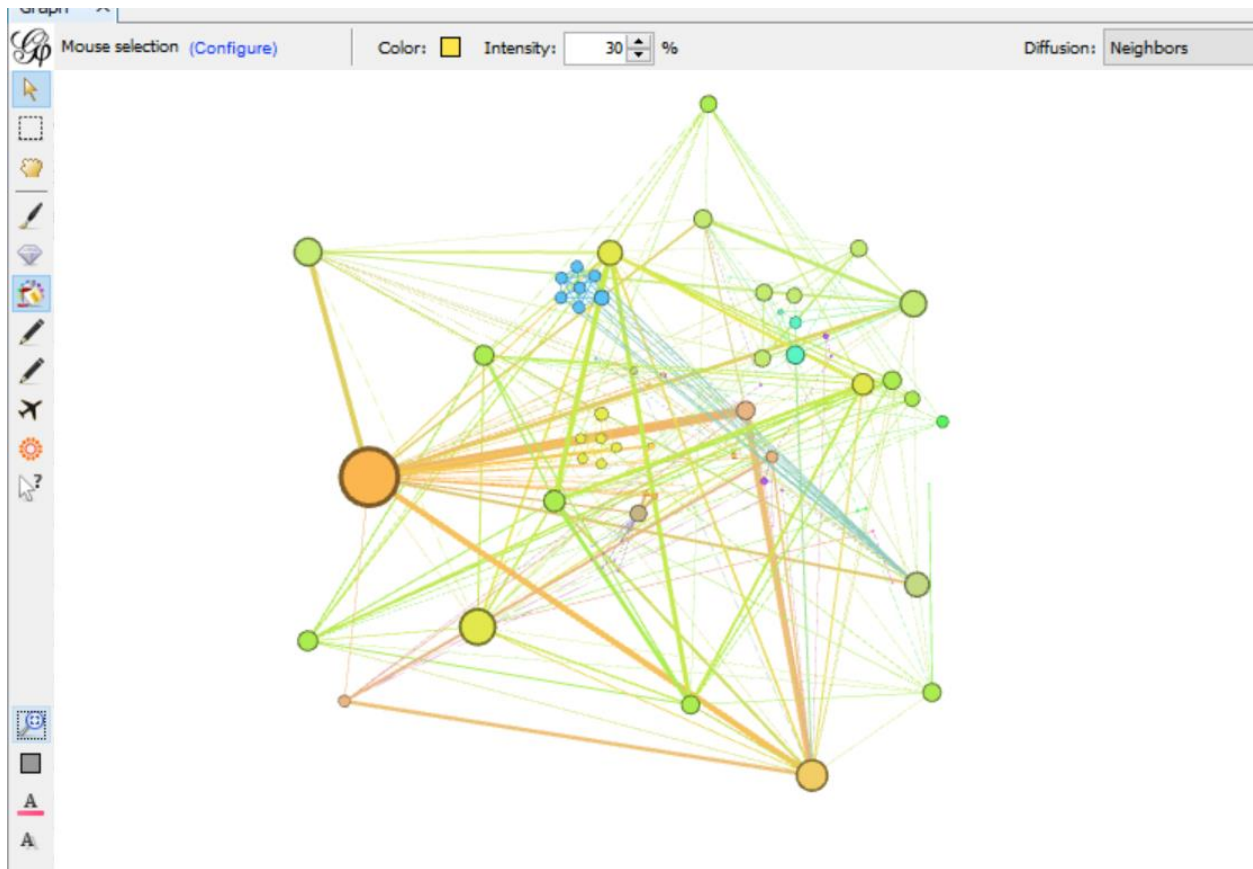 Graph ×
Mouse selection (Configure) Color: Intensity: 30 % Diffusion: Neighbors
?
A
A